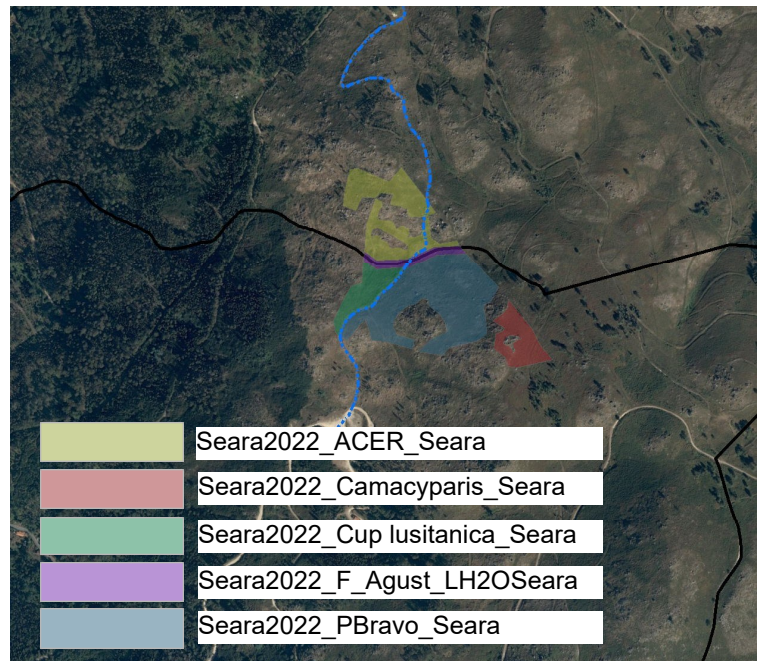 Seara2022_ACER_Seara
Seara2022_Camacyparis_Seara
Seara2022_Cup lusitanica_Seara
Seara2022_F_Agust_LH2OSeara
Seara2022_PBravo_Seara